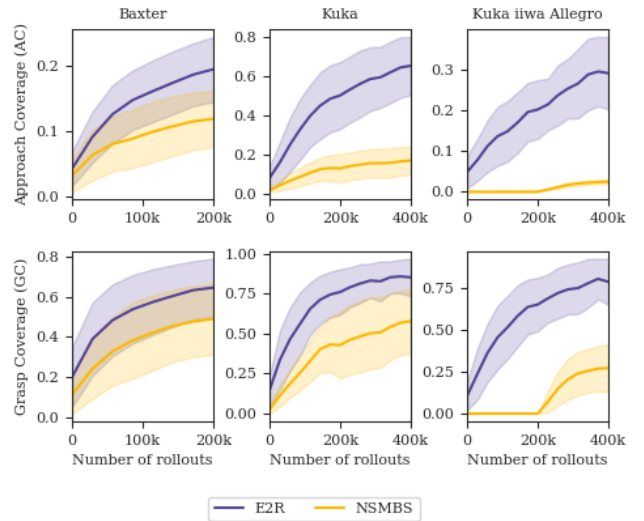 Baxter Kuka Kuka iiwa Allegro
Approach Coverage (AC)
0.2
0.1
0.0
0 100k 200k
0.8
0.6
0.4
0.2
0.0
0 200k 400k
0.3
0.2
0.1
0.0
0 200k 400k
Grasp Coverage (GC)
0.8
0.6
0.4
0.2
0.0
0 100k 200k
1.00
0.75
0.50
0.25
0.00
0 200k 400k
0.75
0.50
0.25
0.00
0 200k 400k
Number of rollouts Number of rollouts Number of rollouts
E2R NSMBS